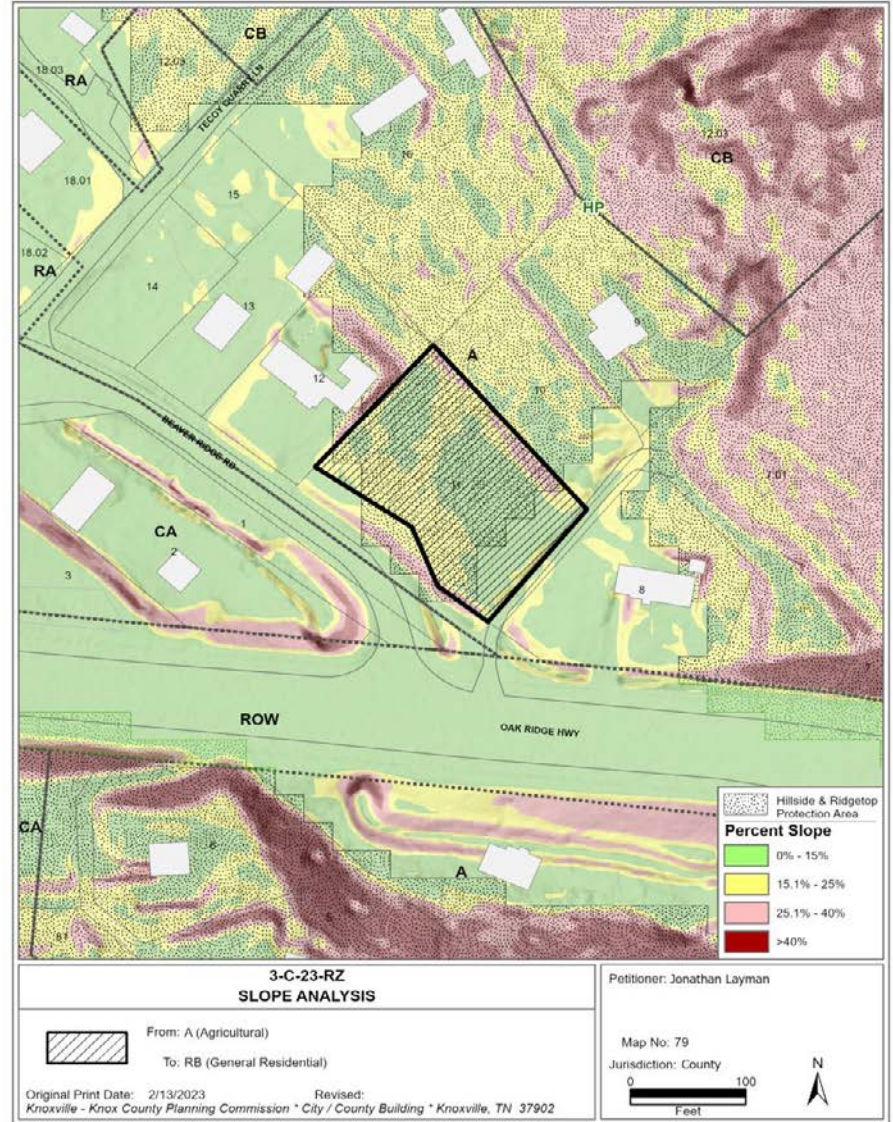 CB
12.03
18.03
RA
TECOY QUARRY LN
12.03
CB
16
18.01
15
HP
18.02
RA
14
13
9
A
12
10
BEAVER RIDGE RD
11
7.01
CA
1
2
3
8
7
ROW
OAK RIDGE HWY
CA
6
A
Hillside & Ridgetop
Protection Area
Percent Slope
0% - 15%
15.1% - 25%
25.1% - 40%
>40%
3-C-23-RZ
SLOPE ANALYSIS
From: A (Agricultural)
To: RB (General Residential)
Original Print Date: 2/13/2023 Revised:
Knoxville - Knox County Planning Commission * City / County Building * Knoxville, TN 37902
Petitioner: Jonathan Layman
Map No: 79
Jurisdiction: County
0 100
Feet
N